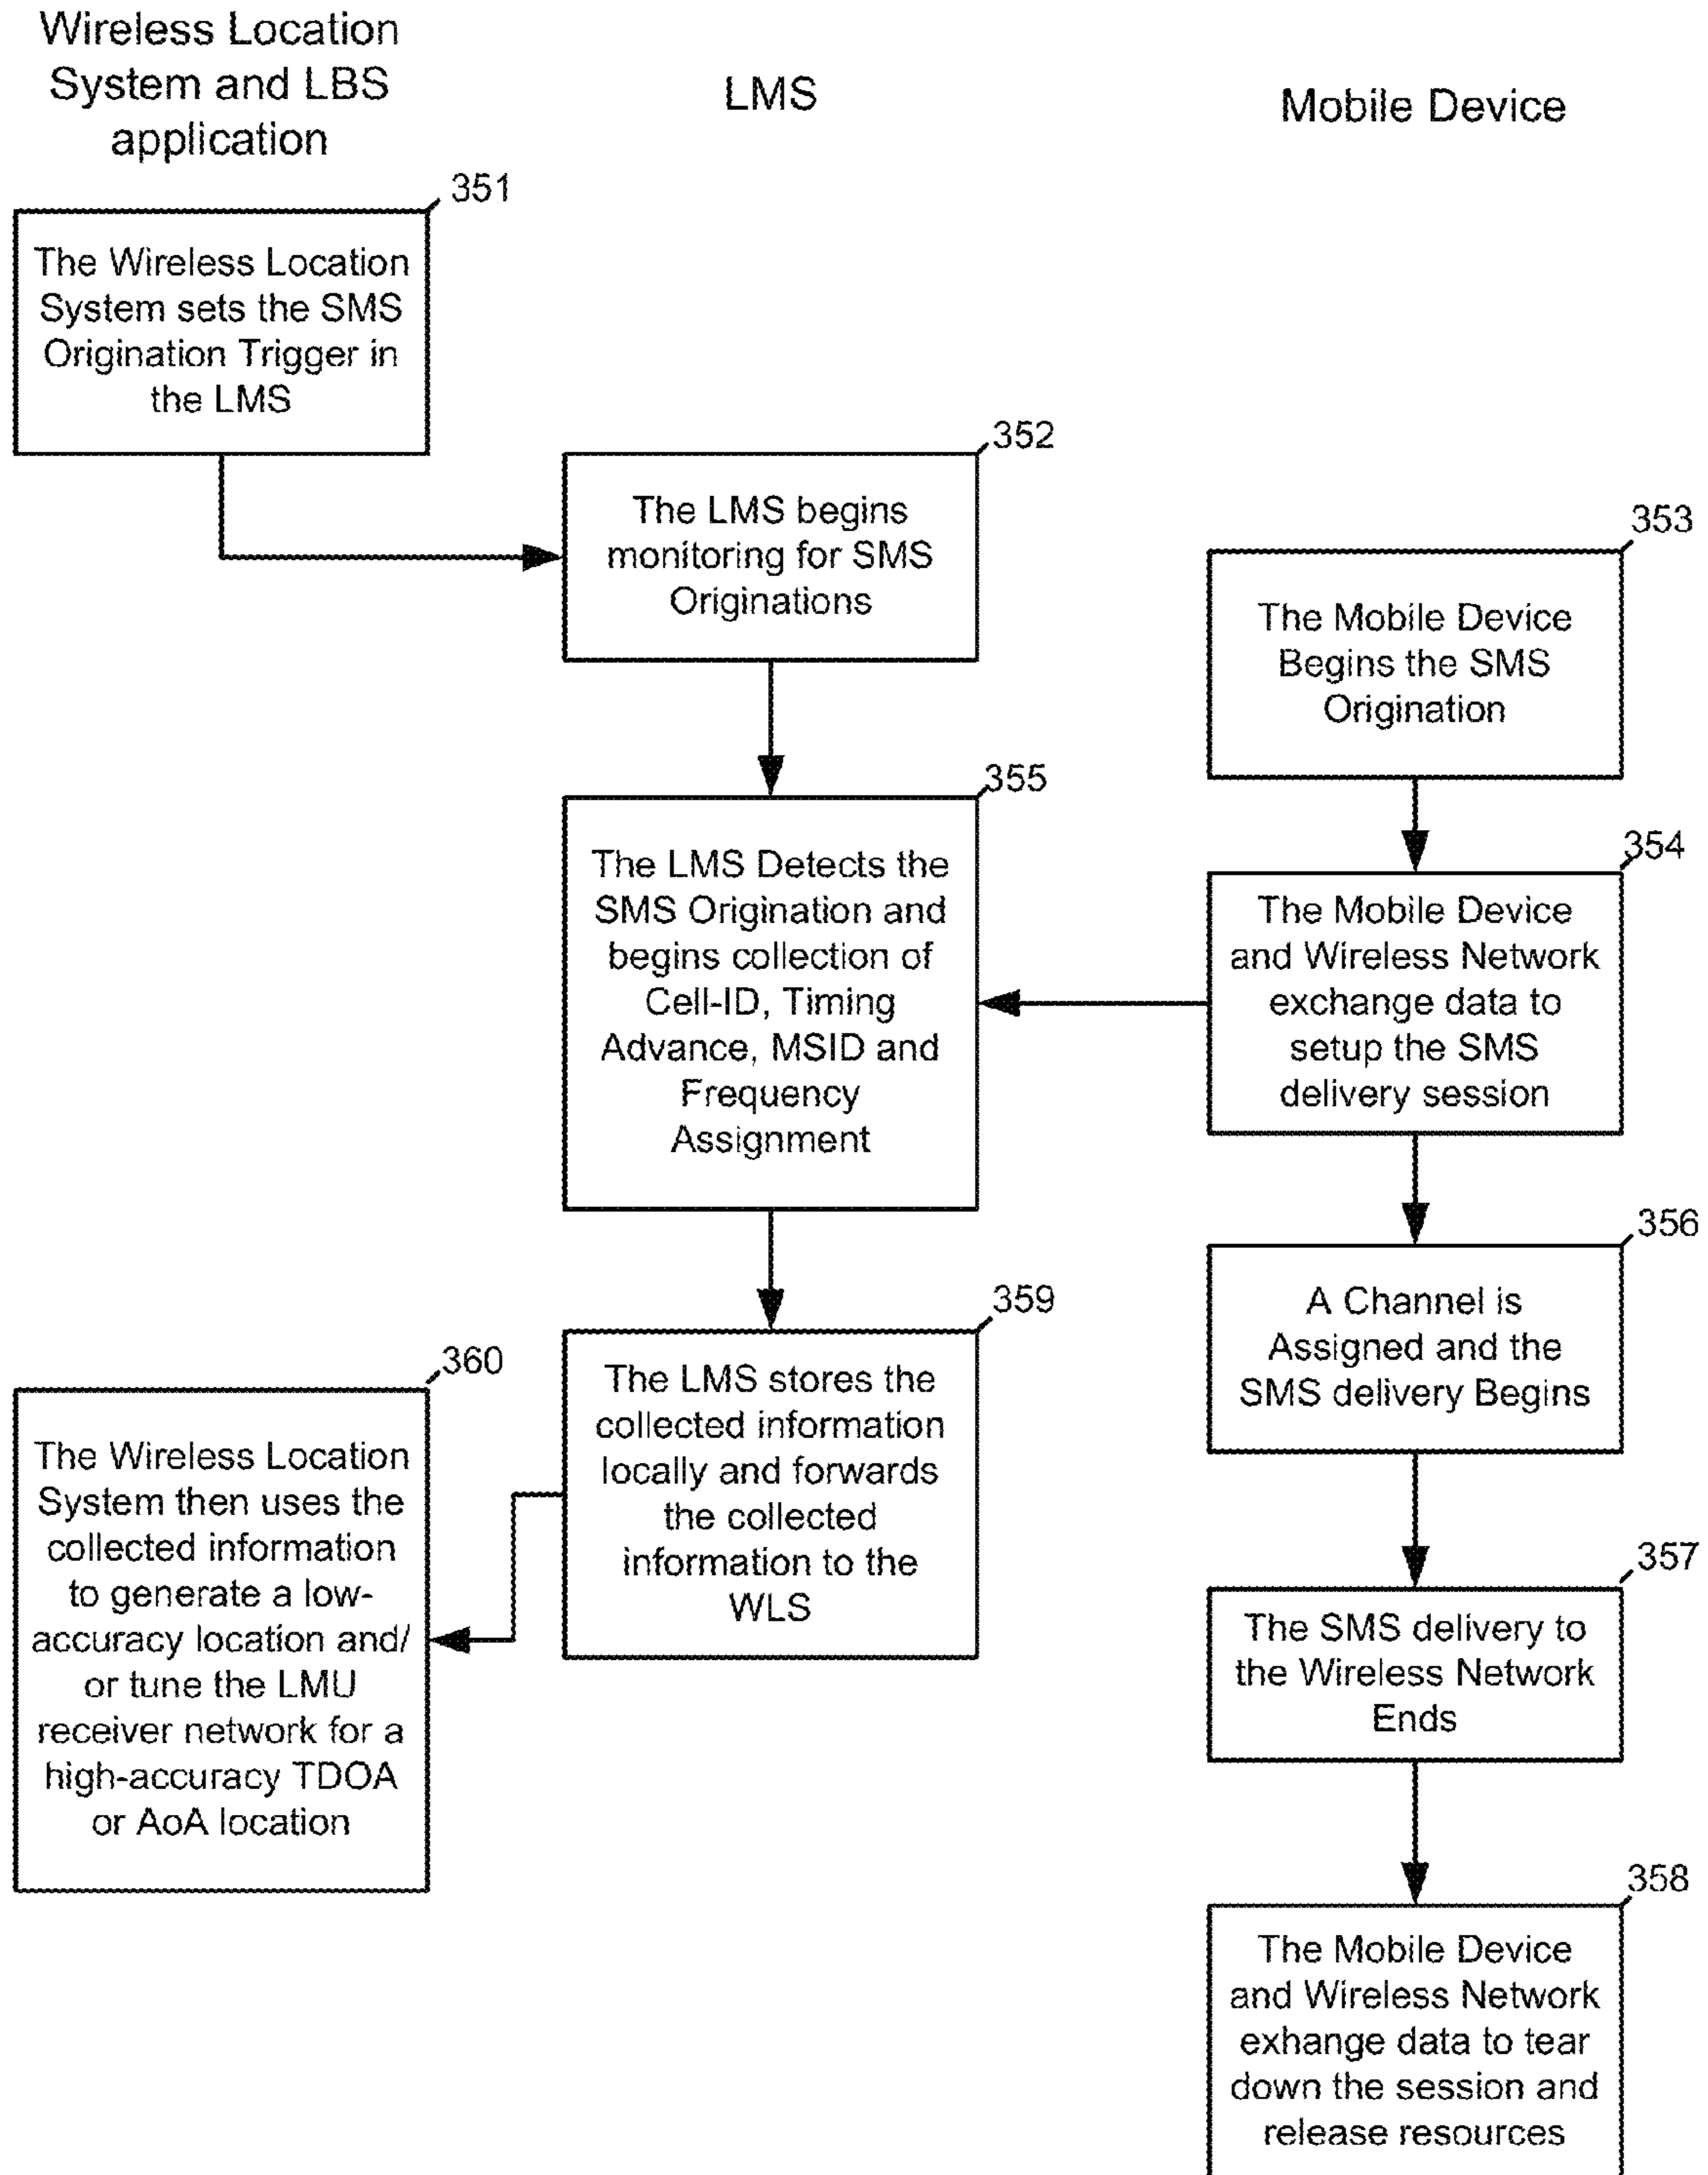 Wireless Location
System and LBS
application
LMS
Mobile Device
351
The Wireless Location
System sets the SMS
Origination Trigger in
the LMS
352
The LMS begins
monitoring for SMS
Originations
353
The Mobile Device
Begins the SMS
Origination
354
The Mobile Device
and Wireless Network
exchange data to
setup the SMS
delivery session
355
The LMS Detects the
SMS Origination and
begins collection of
Cell-ID, Timing
Advance, MSID and
Frequency
Assignment
356
A Channel is
Assigned and the
SMS delivery Begins
357
The SMS delivery to
the Wireless Network
Ends
358
The Mobile Device
and Wireless Network
exhange data to tear
down the session and
release resources
359
The LMS stores the
collected information
locally and forwards
the collected
information to the
WLS
360
The Wireless Location
System then uses the
collected information
to generate a low-
accuracy location and/
or tune the LMU
receiver network for a
high-accuracy TDOA
or AoA location